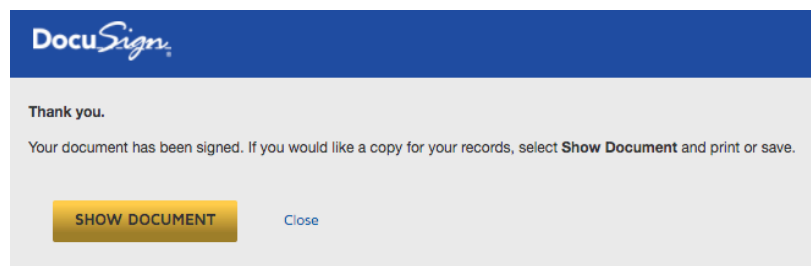 DocuSign
Thank you.
Your document has been signed. If you would like a copy for your records, select Show Document and print or save.
SHOW DOCUMENT
Close